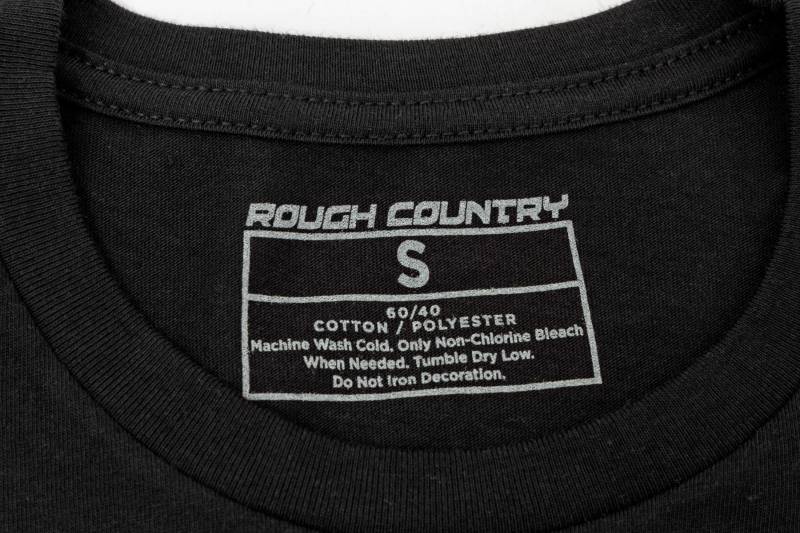 ROUGH COUNTRY
S
60/40
COTTON / POLYESTER
Machine Wash Cold. Only Non-Chlorine Bleach
When Needed. Tumble Dry Low.
Do Not Iron Decoration.